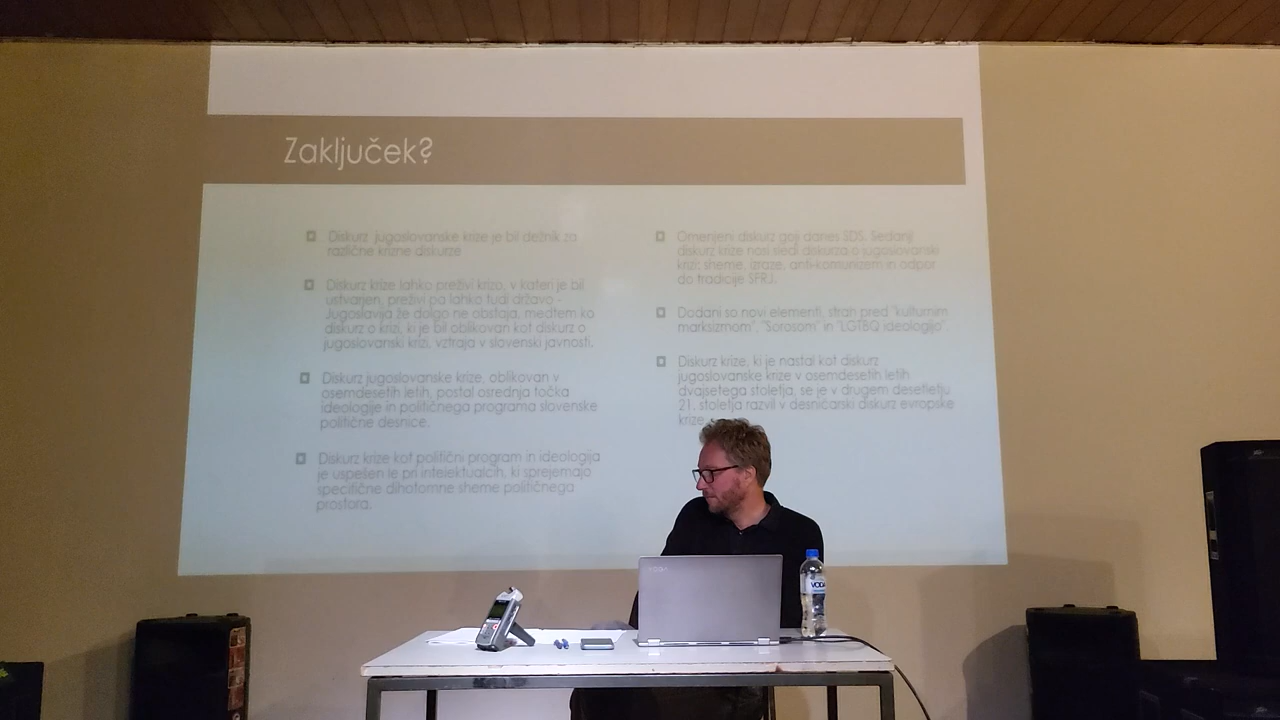 Zaključek?
Diskurz jugoslovanske krize je bil dežnik za
različne krizne diskurze
Diskurz krize lahko preživi krizo, v kateri je bil
ustvarjen, preživi pa lahko tudi državo -
Jugoslavija že dolgo ne obstaja, medtem ko
diskurz o krizi, ki je bil oblikovan kot diskurz o
jugoslovanski krizi, vztraja v slovenski javnosti.
Diskurz jugoslovanske krize, oblikovan v
osemdesetih letih, postal osrednja točka
ideologije in političnega programa slovenske
politične desnice.
Diskurz krize kot politični program in ideologija
je uspešen le pri intelektualcih, ki sprejemajo
specifične dihotomne sheme političnega
prostora.
Omenjeni diskurz goji danes SDS. Sedanji
diskurz krize nosi sledi diskurza o jugoslovanski
krizi: sheme, izraze, anti-komunizem in odpor
do tradicije SFRJ.
Dodani so novi elementi, strah pred "kulturnim
marksizmom", "Sorosom" in "LGTBQ ideologijo".
Diskurz krize, ki je nastal kot diskurz
jugoslovanske krize v osemdesetih letih
dvajsetega stoletja, se je v drugem desetletju
21. stoletja razvil v desničarski diskurz evropske
krize.
YOGA
VODA